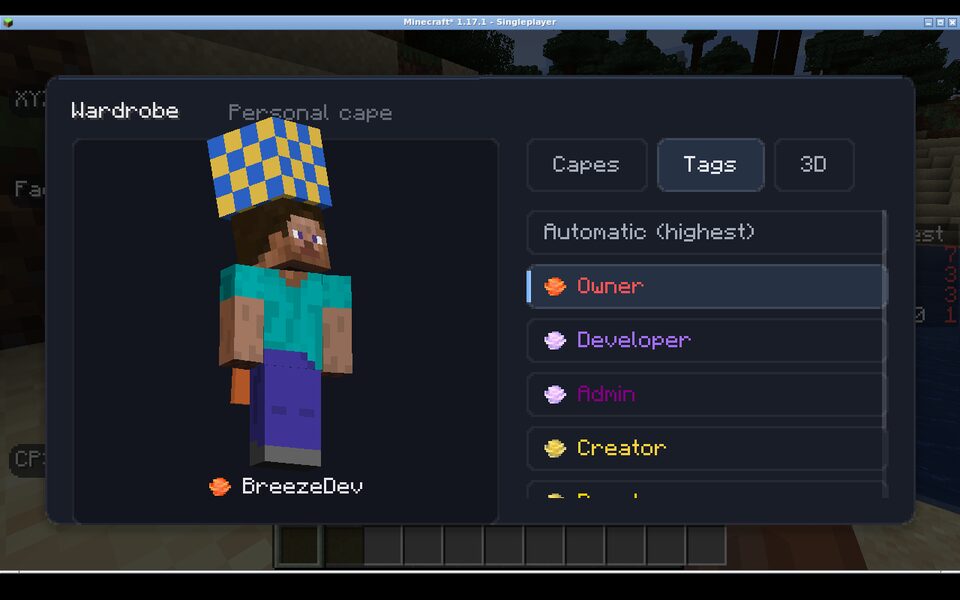 Minecraft* 1.17.1 - Singleplayer
Wardrobe
Personal cape
Capes
Tags
3D
Automatic (highest)
Owner
Developer
Admin
Creator
BreezeDev